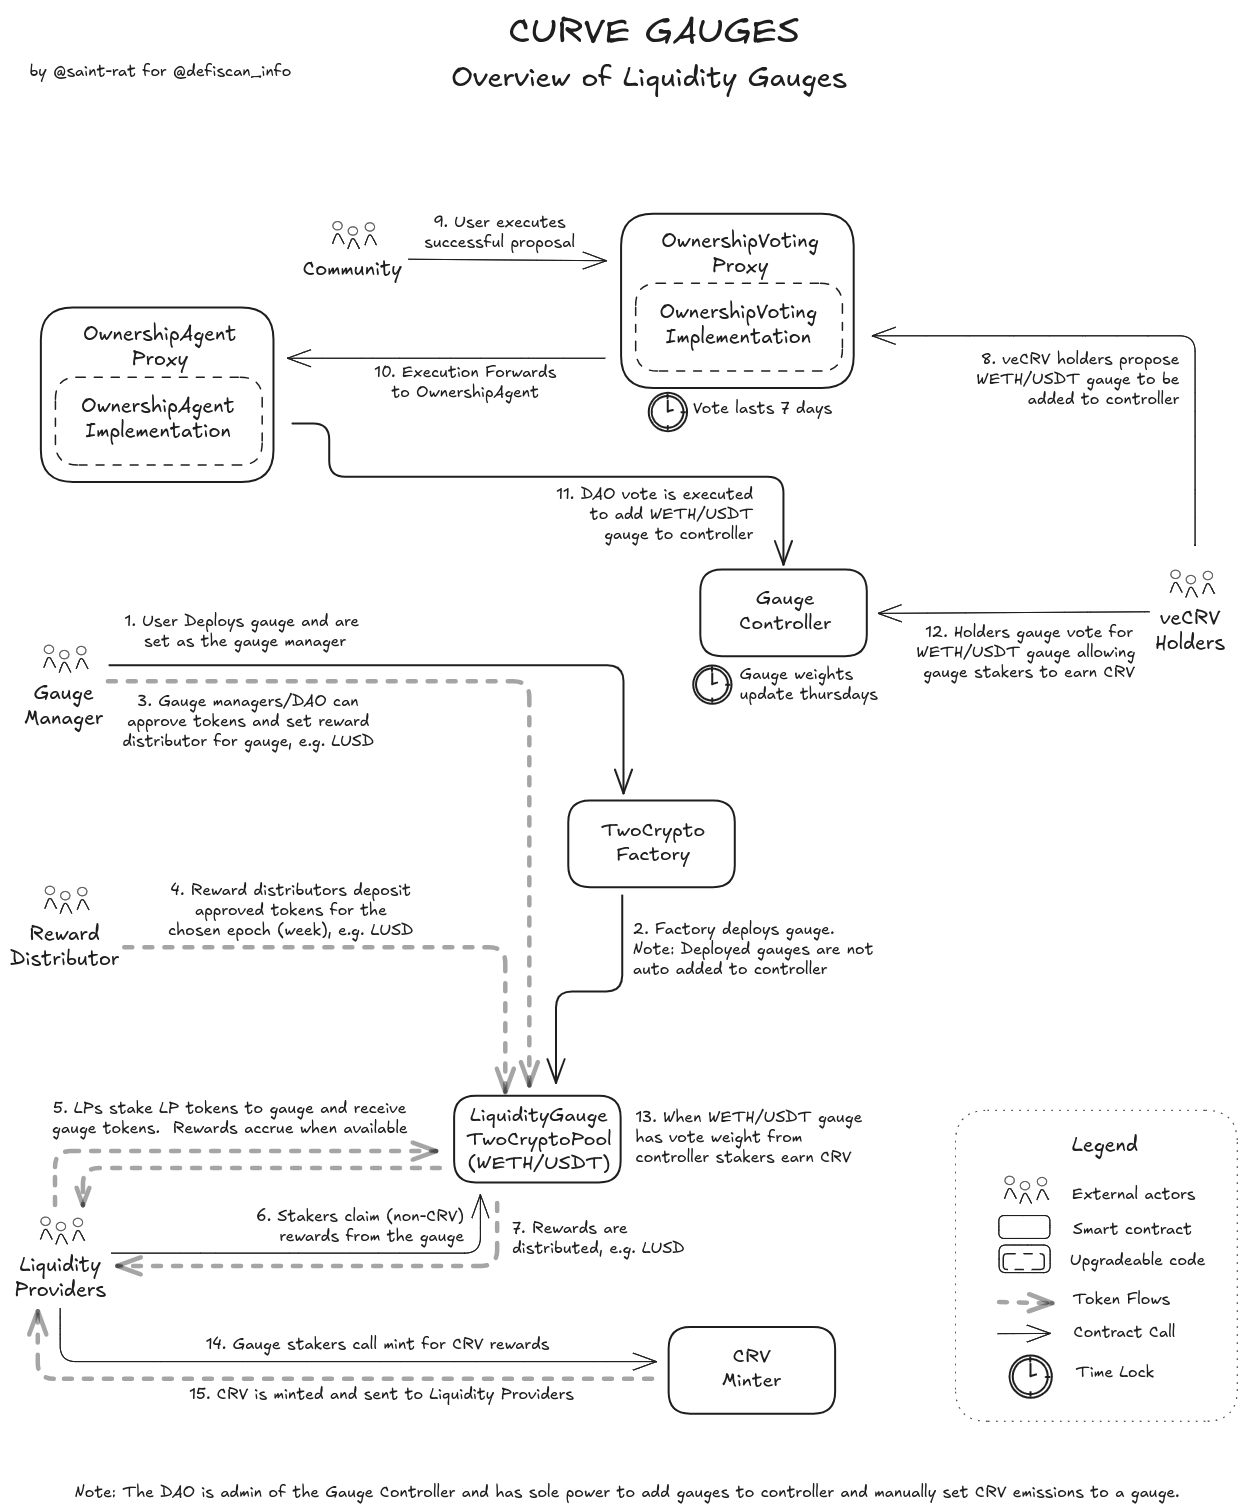 CURVE GAUGES
by @saint-rat for @defiscan_info
Overview of Liquidity Gauges
9. User executes
successful proposal
Community
OwnershipVoting
Proxy
OwnershipVoting
Implementation
OwnershipAgent
Proxy
OwnershipAgent
Implementation
10. Execution Forwards
to OwnershipAgent
Vote lasts 7 days
8. veCRV holders propose
WETH/USDT gauge to be
added to controller
11. DAO vote is executed
to add WETH/USDT
gauge to controller
Gauge
Controller
veCRV
Holders
12. Holders gauge vote for
WETH/USDT gauge allowing
gauge stakers to earn CRV
Gauge weights
update thursdays
1. User Deploys gauge and are
set as the gauge manager
Gauge
Manager
3. Gauge managers/DAO can
approve tokens and set reward
distributor for gauge, e.g. LUSD
TwoCrypto
Factory
4. Reward distributors deposit
approved tokens for the
chosen epoch (week), e.g. LUSD
Reward
Distributor
2. Factory deploys gauge.
Note: Deployed gauges are not
auto added to controller
5. LPs stake LP tokens to gauge and receive
gauge tokens. Rewards accrue when available
LiquidityGauge
TwoCryptoPool
(WETH/USDT)
13. When WETH/USDT gauge
has vote weight from
controller stakers earn CRV
6. Stakers claim (non-CRV)
rewards from the gauge
7. Rewards are
distributed, e.g. LUSD
Liquidity
Providers
14. Gauge stakers call mint for CRV rewards
15. CRV is minted and sent to Liquidity Providers
CRV
Minter
Legend
External actors
Smart contract
Upgradeable code
Token Flows
Contract Call
Time Lock
Note: The DAO is admin of the Gauge Controller and has sole power to add gauges to controller and manually set CRV emissions to a gauge.